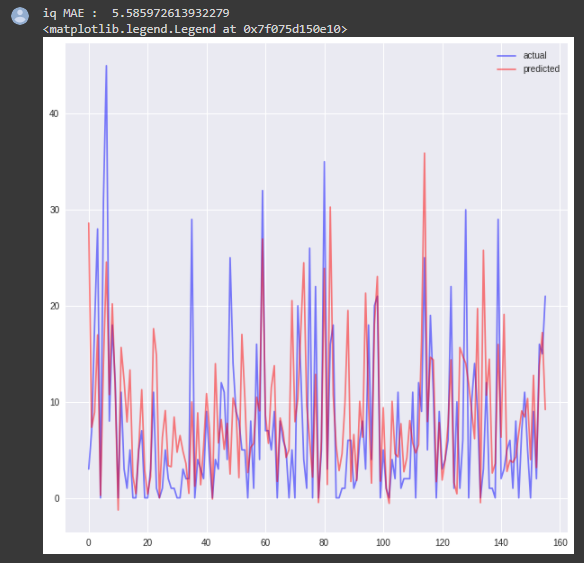 iq MAE :  5.585972613932279
<matplotlib.legend.Legend at 0x7f075d150e10>
actual
predicted
40
30
20
10
0
0 20 40 60 80 100 120 140 160